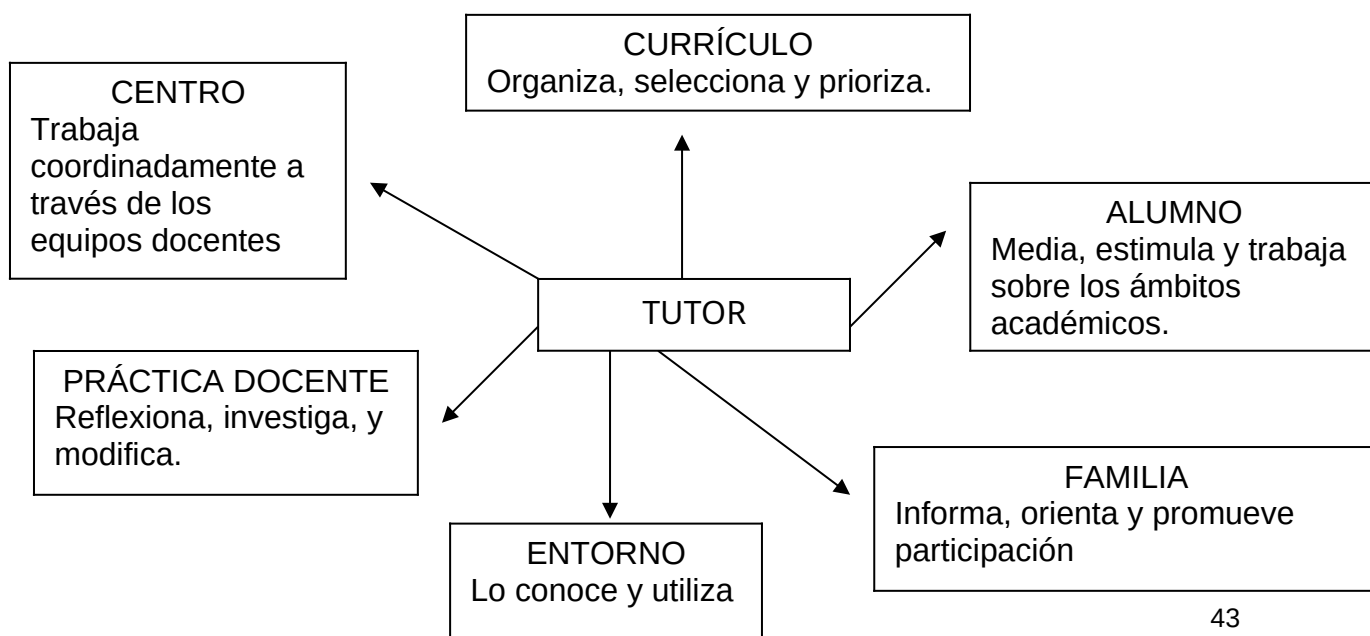 CURRÍCULO
Organiza, selecciona y prioriza.
CENTRO
Trabaja
coordinadamente a
través de los
equipos docentes
ALUMNO
Media, estimula y trabaja
sobre los ámbitos
académicos.
TUTOR
PRÁCTICA DOCENTE
Reflexiona, investiga, y
modifica.
FAMILIA
Informa, orienta y promueve
participación
ENTORNO
Lo conoce y utiliza
43